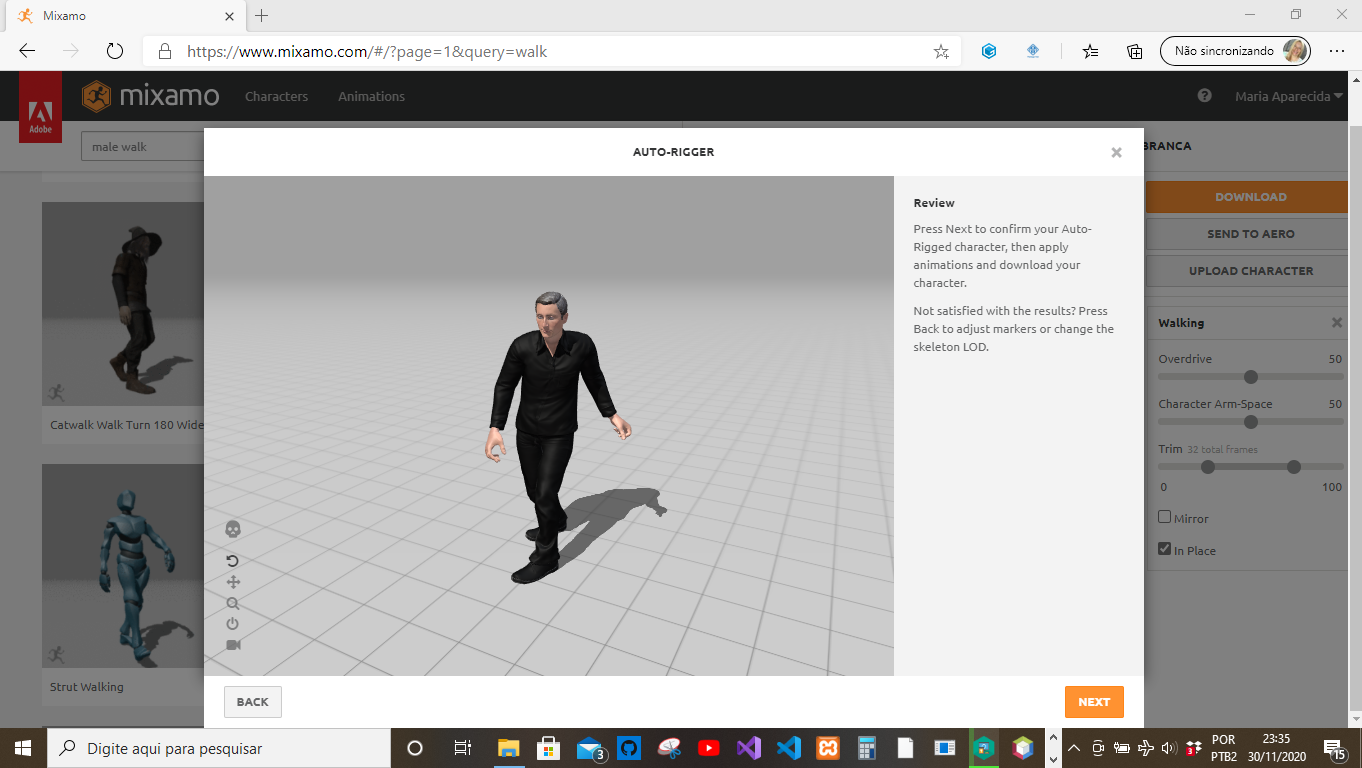 Mixamo
https://www.mixamo.com/#/?page=1&query=walk
Não sincronizando
Adobe
mixamo
Characters
Animations
Maria Aparecida
male walk
AUTO-RIGGER
BRANCA
Review
Press Next to confirm your Auto-
Rigged character, then apply
animations and download your
character.
Not satisfied with the results? Press
Back to adjust markers or change the
skeleton LOD.
DOWNLOAD
SEND TO AERO
UPLOAD CHARACTER
Walking
Overdrive 50
Character Arm-Space 50
Trim 32 total frames
0 100
Mirror
In Place
Catwalk Walk Turn 180 Wide
Strut Walking
BACK
NEXT
Digite aqui para pesquisar
3
3
POR
PTB2
23:35
30/11/2020
15